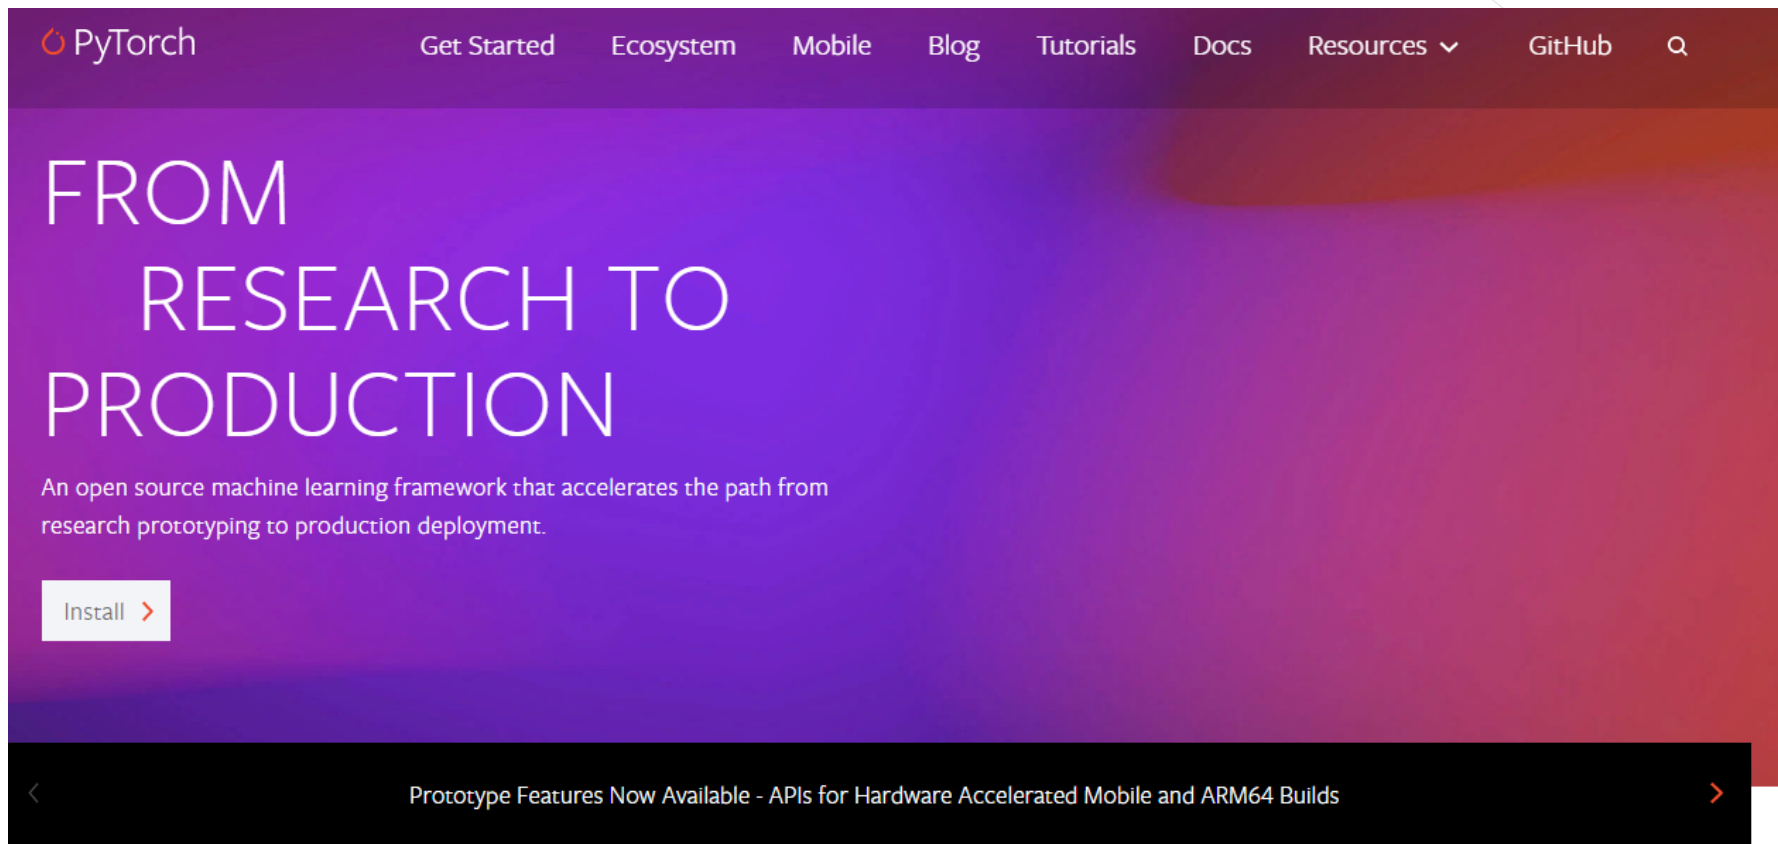 PyTorch
Get Started Ecosystem Mobile Blog Tutorials Docs Resources GitHub
FROM
RESEARCH TO
PRODUCTION
An open source machine learning framework that accelerates the path from
research prototyping to production deployment.
Install
Prototype Features Now Available - APIs for Hardware Accelerated Mobile and ARM64 Builds